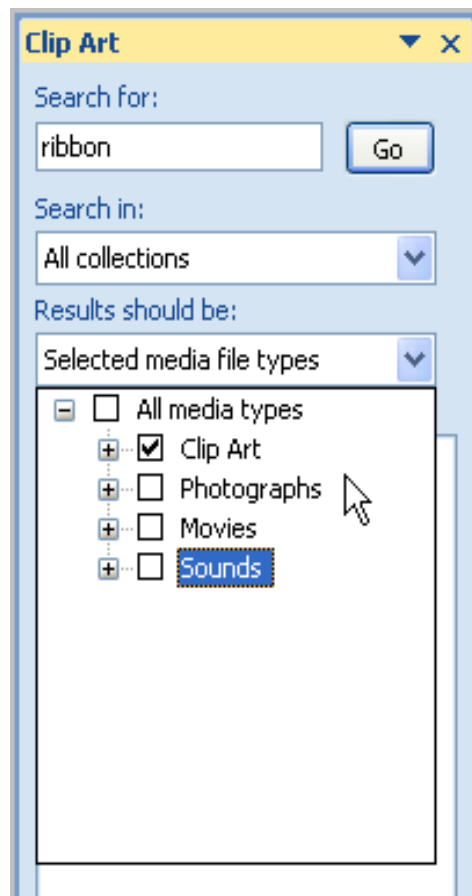 Clip Art
Search for:
ribbon Go
Search in:
All collections
Results should be:
Selected media file types
All media types
Clip Art
Photographs
Movies
Sounds